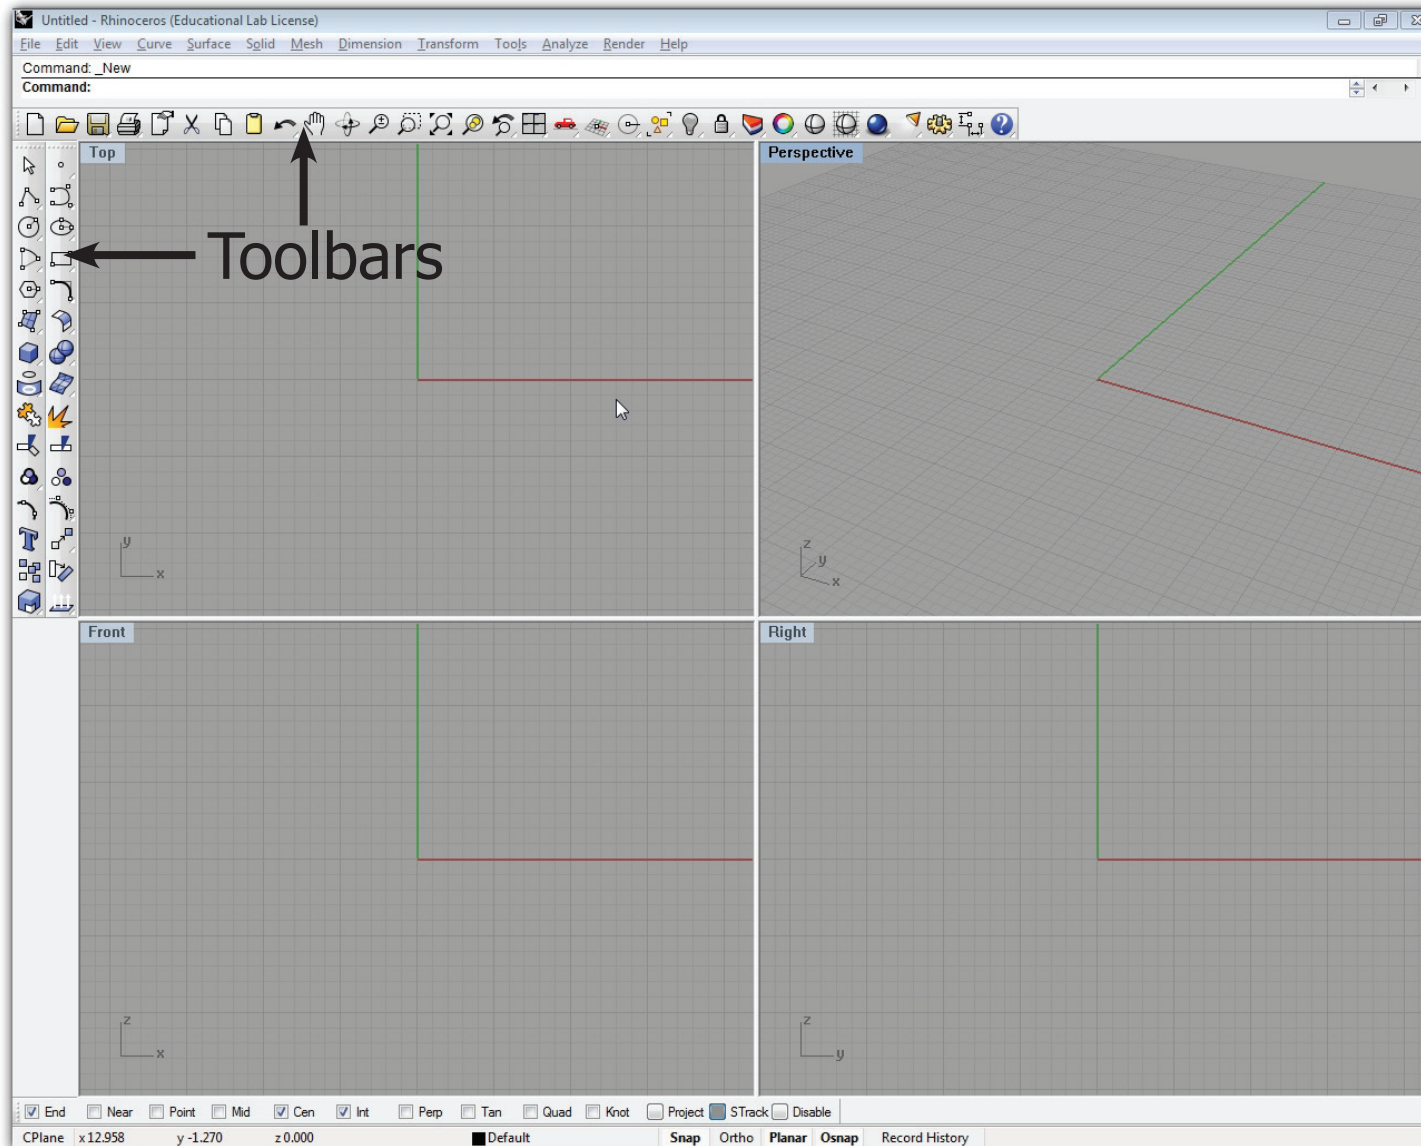 Untitled - Rhinoceros (Educational Lab License)
File Edit View Curve Surface Solid Mesh Dimension Transform Tools Analyze Render Help
Command: _New
Command:
Top
Perspective
Toolbars
y
x
z
y
x
Front
Right
z
x
z
y
End Near Point Mid Cen Int Perp Tan Quad Knot Project STrack Disable
CPlane x 12.958 y -1.270 z 0.000 Default Snap Ortho Planar Osnap Record History